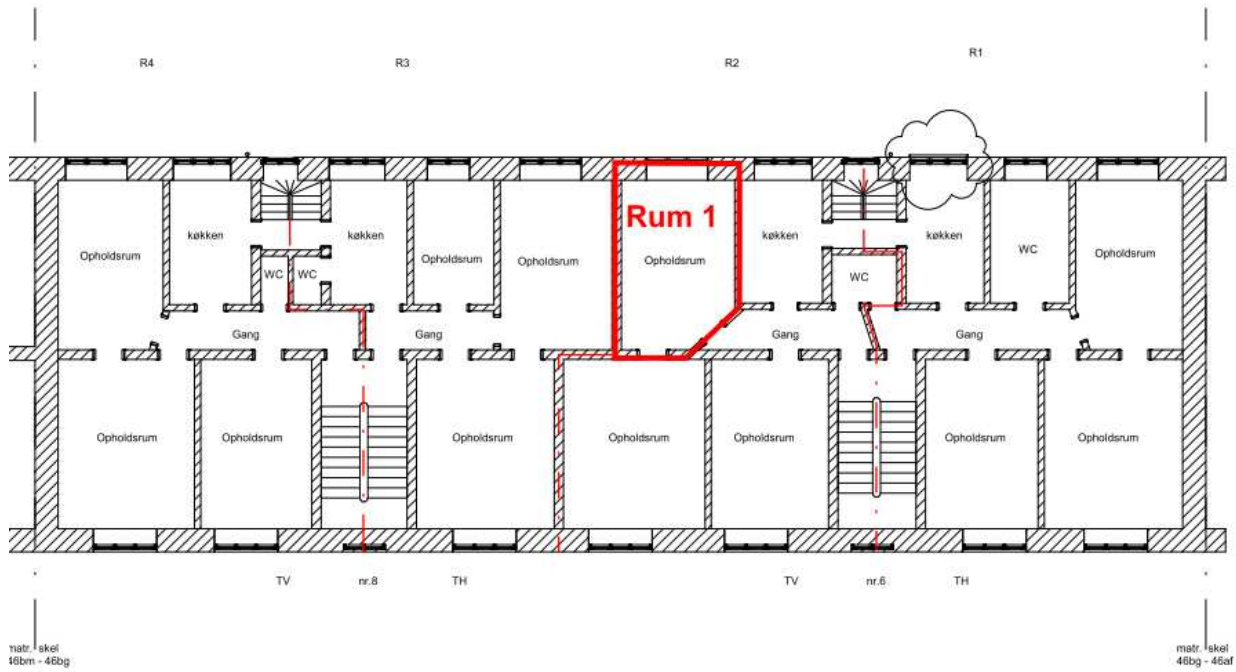 R4
R3
R2
R1
Rum 1
Opholdsrum
køkken
køkken
Opholdsrum
Opholdsrum
Opholdsrum
køkken
køkken
WC
Opholdsrum
WC
WC
WC
Gang
Gang
Gang
Gang
Opholdsrum
Opholdsrum
Opholdsrum
Opholdsrum
Opholdsrum
Opholdsrum
Opholdsrum
TV
nr.8
TH
TV
nr.6
TH
matr. skel
46bm - 46bg
matr. skel
46bg - 46af